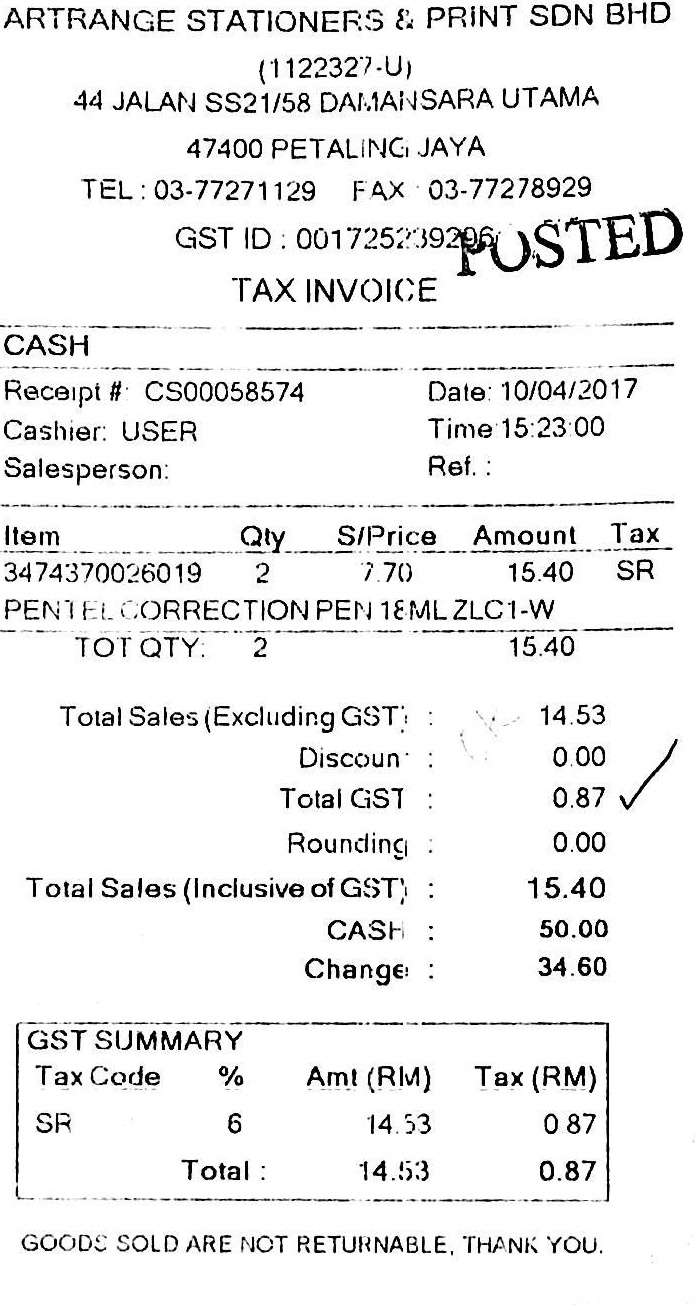 ARTRANGE STATIONERS & PRINT SDN BHD
(1122327-U)
44 JALAN SS21/58 DAMANSARA UTAMA
47400 PETALING JAYA
TEL : 03-77271129 FAX : 03-77278929
GST ID : 001725239296
POSTED
TAX INVOICE
CASH
Receipt #: CS00058574 Date: 10/04/2017
Cashier: USER Time:15:23:00
Salesperson: Ref. :
Item Qty S/Price Amount Tax
3474370026019 2 7.70 15.40 SR
PENTEL CORRECTION PEN 18ML ZLC1-W
TOT QTY: 2 15.40
Total Sales (Excluding GST) : 14.53
Discount : 0.00
Total GST : 0.87
Rounding : 0.00
Total Sales (Inclusive of GST) : 15.40
CASH : 50.00
Change : 34.60
GST SUMMARY
Tax Code % Amt (RM) Tax (RM)
SR 6 14.53 0.87
Total : 14.53 0.87
GOODS SOLD ARE NOT RETURNABLE, THANK YOU.